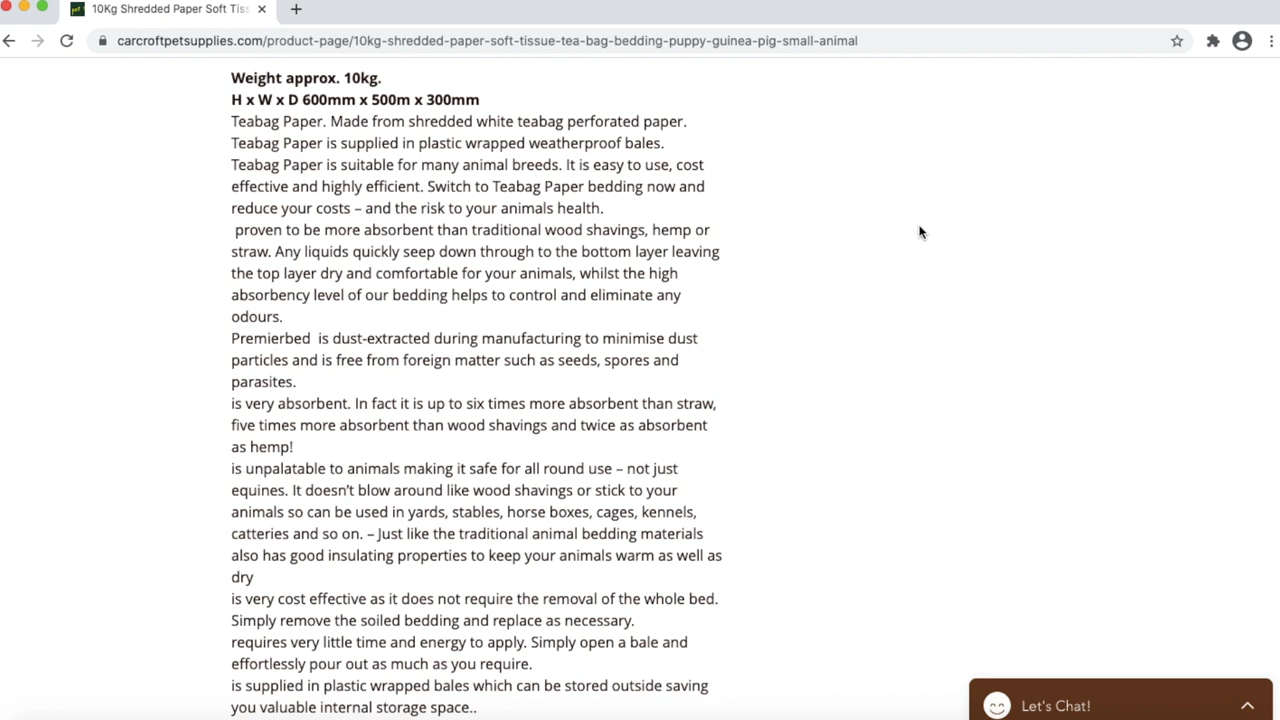 10Kg Shredded Paper Soft Tiss
carcroftpetsupplies.com/product-page/10kg-shredded-paper-soft-tissue-tea-bag-bedding-puppy-guinea-pig-small-animal
Weight approx. 10kg.
H x W x D 600mm x 500m x 300mm
Teabag Paper. Made from shredded white teabag perforated paper.
Teabag Paper is supplied in plastic wrapped weatherproof bales.
Teabag Paper is suitable for many animal breeds. It is easy to use, cost
effective and highly efficient. Switch to Teabag Paper bedding now and
reduce your costs – and the risk to your animals health.
proven to be more absorbent than traditional wood shavings, hemp or
straw. Any liquids quickly seep down through to the bottom layer leaving
the top layer dry and comfortable for your animals, whilst the high
absorbency level of our bedding helps to control and eliminate any
odours.
Premierbed is dust-extracted during manufacturing to minimise dust
particles and is free from foreign matter such as seeds, spores and
parasites.
is very absorbent. In fact it is up to six times more absorbent than straw,
five times more absorbent than wood shavings and twice as absorbent
as hemp!
is unpalatable to animals making it safe for all round use – not just
equines. It doesn’t blow around like wood shavings or stick to your
animals so can be used in yards, stables, horse boxes, cages, kennels,
catteries and so on. – Just like the traditional animal bedding materials
also has good insulating properties to keep your animals warm as well as
dry
is very cost effective as it does not require the removal of the whole bed.
Simply remove the soiled bedding and replace as necessary.
requires very little time and energy to apply. Simply open a bale and
effortlessly pour out as much as you require.
is supplied in plastic wrapped bales which can be stored outside saving
you valuable internal storage space..
Let's Chat!